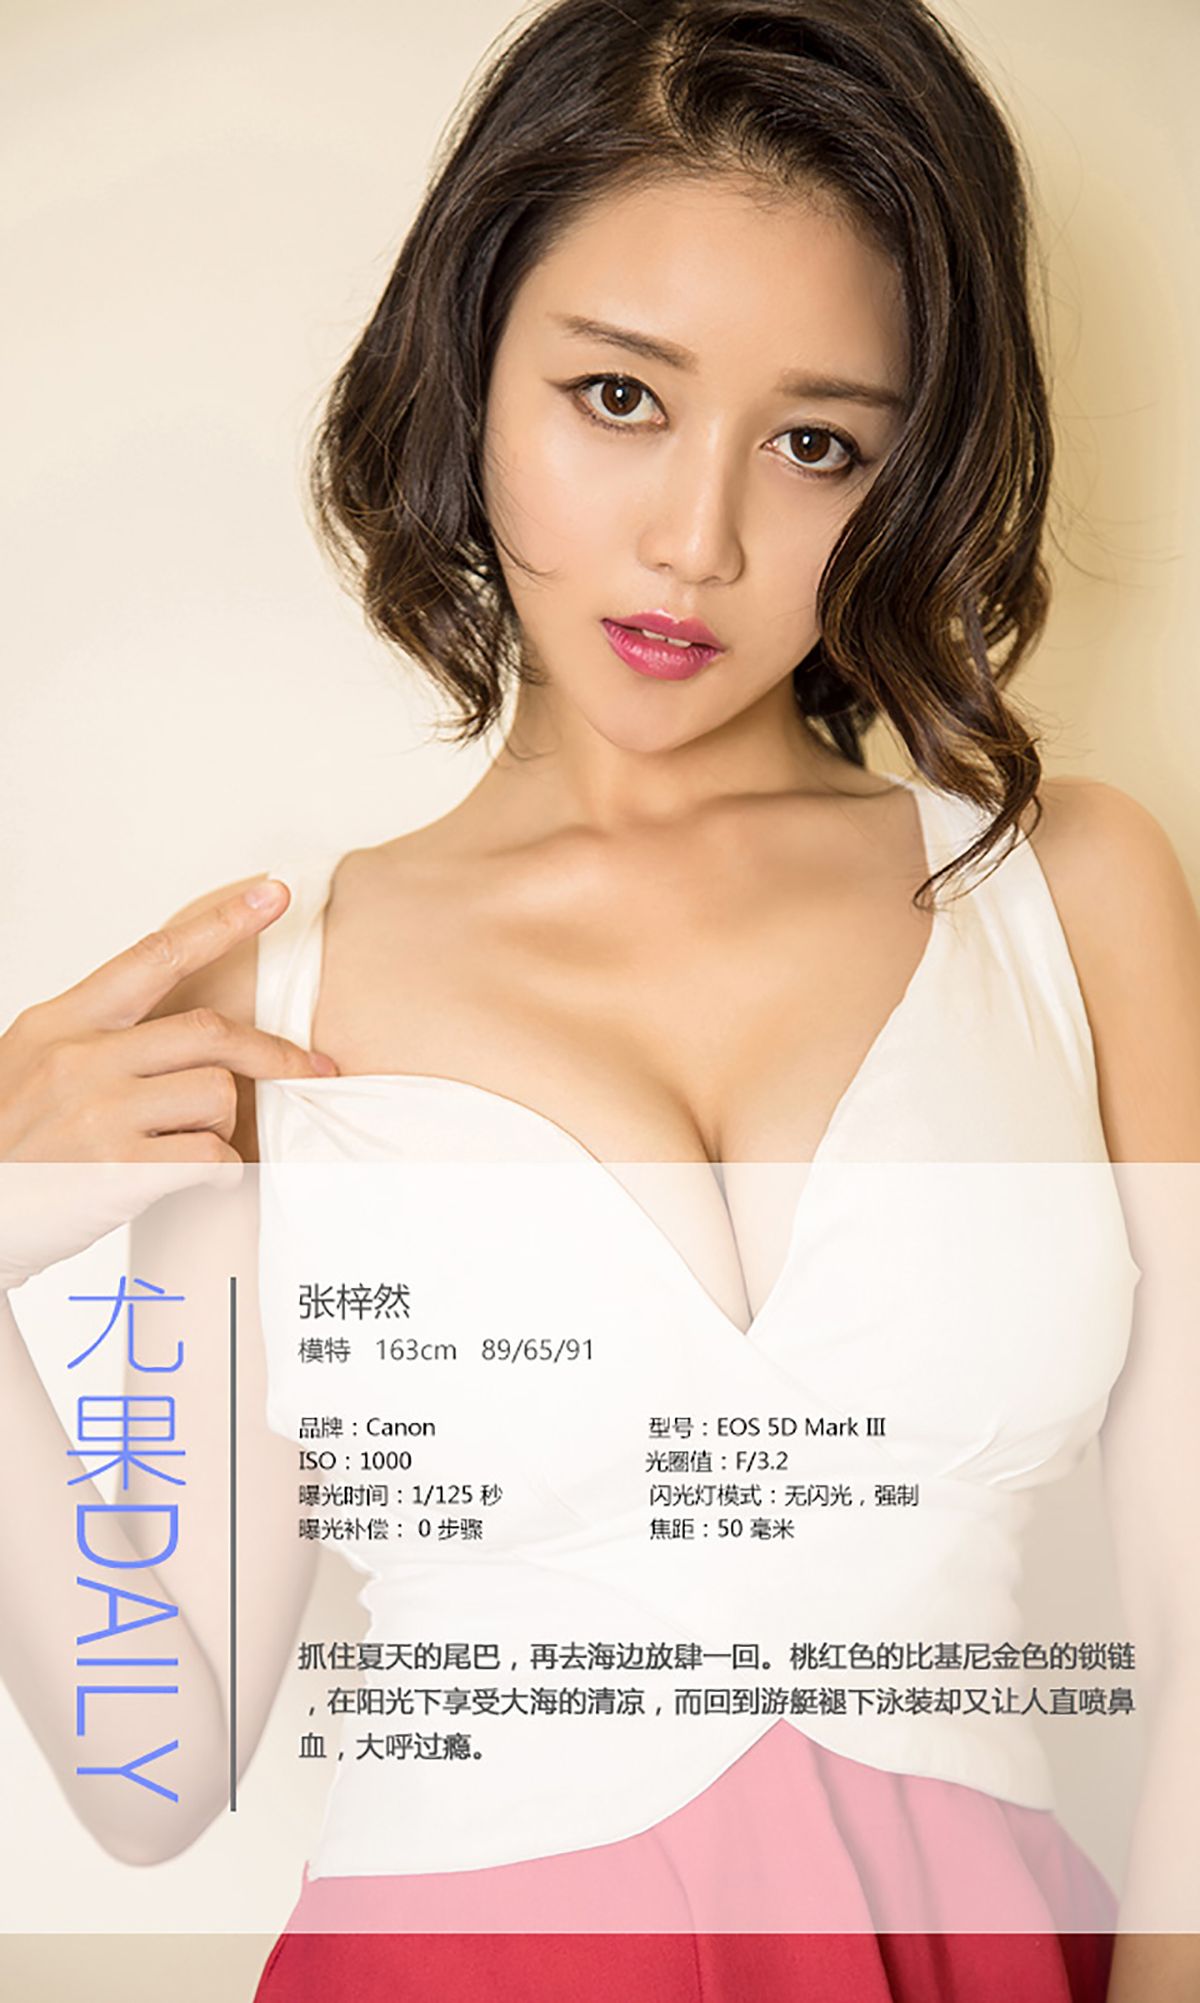 尤果DAILY
张梓然
模特 163cm 89/65/91
品牌：Canon 型号：EOS 5D Mark III
ISO：1000 光圈值：F/3.2
曝光时间：1/125 秒 闪光灯模式：无闪光，强制
曝光补偿： 0 步骤 焦距：50 毫米
抓住夏天的尾巴，再去海边放肆一回。桃红色的比基尼金色的锁链
，在阳光下享受大海的清凉，而回到游艇褪下泳装却又让人直喷鼻
血，大呼过瘾。